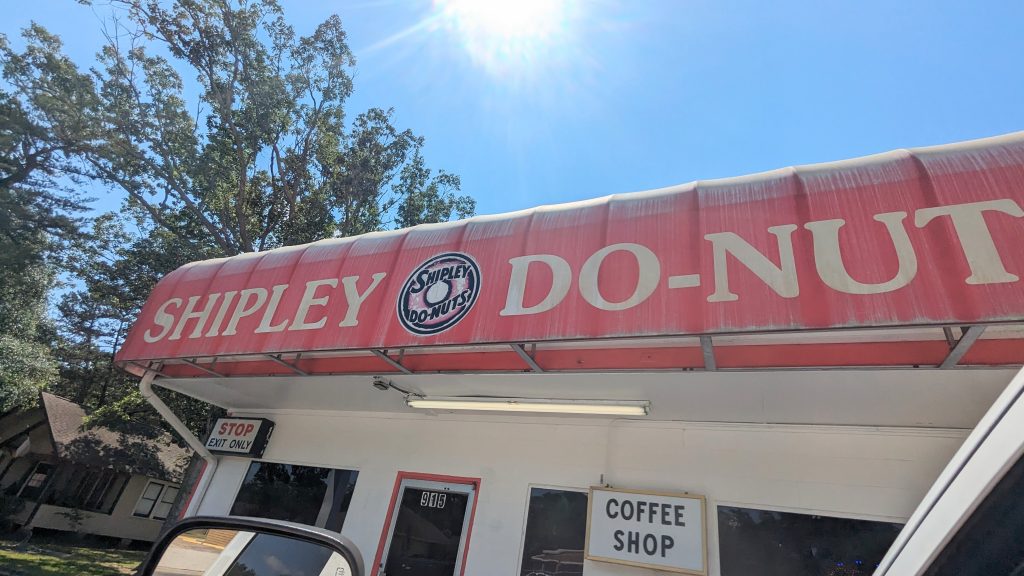 SHIPLEY
SHIPLEY
DO-NUTS
DO-NUT
STOP
EXIT ONLY
915
COFFEE
SHOP